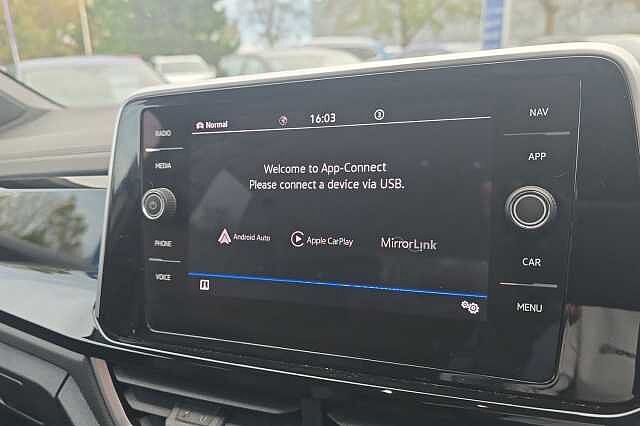 RADIO
MEDIA
PHONE
VOICE
Normal
16:03
3
Welcome to App-Connect
Please connect a device via USB.
Android Auto
Apple CarPlay
MirrorLink
NAV
APP
CAR
MENU